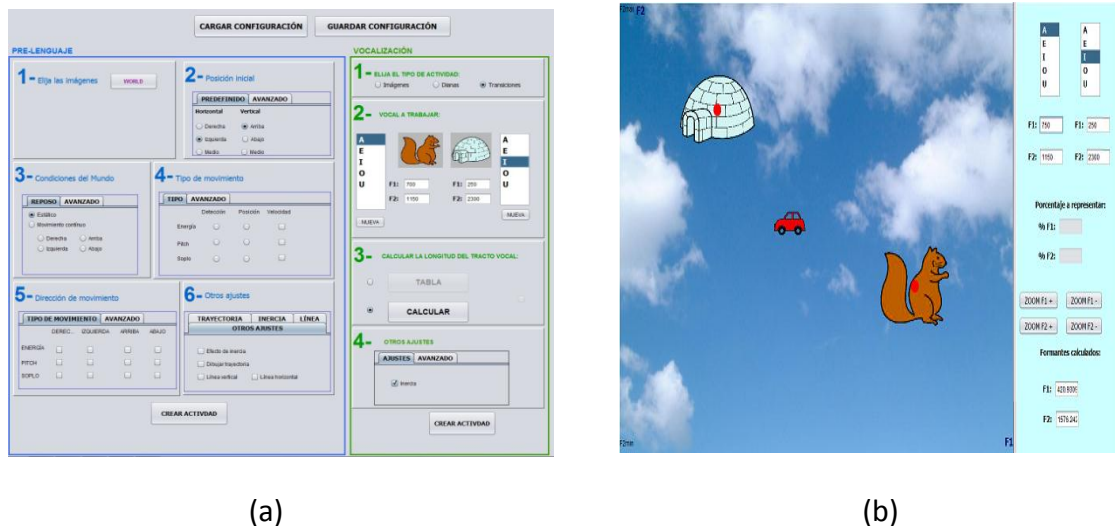 CARGAR CONFIGURACIÓN
GUARDAR CONFIGURACIÓN
PRE-LENGUAJE
1- Elija las imágenes
WORLD
2- Posición inicial
PREDEFINIDO AVANZADO
Horizontal Vertical
Derecha Arriba
Izquierda Abajo
Medio Medio
3- Condiciones del Mundo
REPOSO AVANZADO
Estático
Movimiento continuo
Derecha Arriba
Izquierda Abajo
4- Tipo de movimiento
TIPO AVANZADO
Detección Posición Velocidad
Energía
Pitch
Soplo
5- Dirección de movimiento
TIPO DE MOVIMIENTO AVANZADO
DEREC... IZQUIERDA ARRIBA ABAJO
ENERGÍA
PITCH
SOPLO
6- Otros ajustes
TRAYECTORIA INERCIA LÍNEA
OTROS AJUSTES
Efecto de inercia
Dibujar trayectoria
Línea vertical Línea horizontal
CREAR ACTIVDAD
VOCALIZACIÓN
1- ELIJA EL TIPO DE ACTIVIDAD:
Imágenes Dianas Transiciones
2- VOCAL A TRABAJAR:
A
E
I
O
U
F1: 700
F2: 1150
NUEVA
F1: 250
F2: 2300
A
E
I
O
U
NUEVA
3- CALCULAR LA LONGITUD DEL TRACTO VOCAL:
TABLA
CALCULAR
4- OTROS AJUSTES
AJUSTES AVANZADO
Inercia
CREAR ACTIVDAD
(a)
F2
F1
F2min
A A
E E
I I
O O
U U
F1: 750 F1: 250
F2: 1150 F2: 2300
Porcentaje a representar:
% F1:
% F2:
ZOOM F1 + ZOOM F1 -
ZOOM F2 + ZOOM F2 -
Formantes calculados:
F1:
F2:
(b)